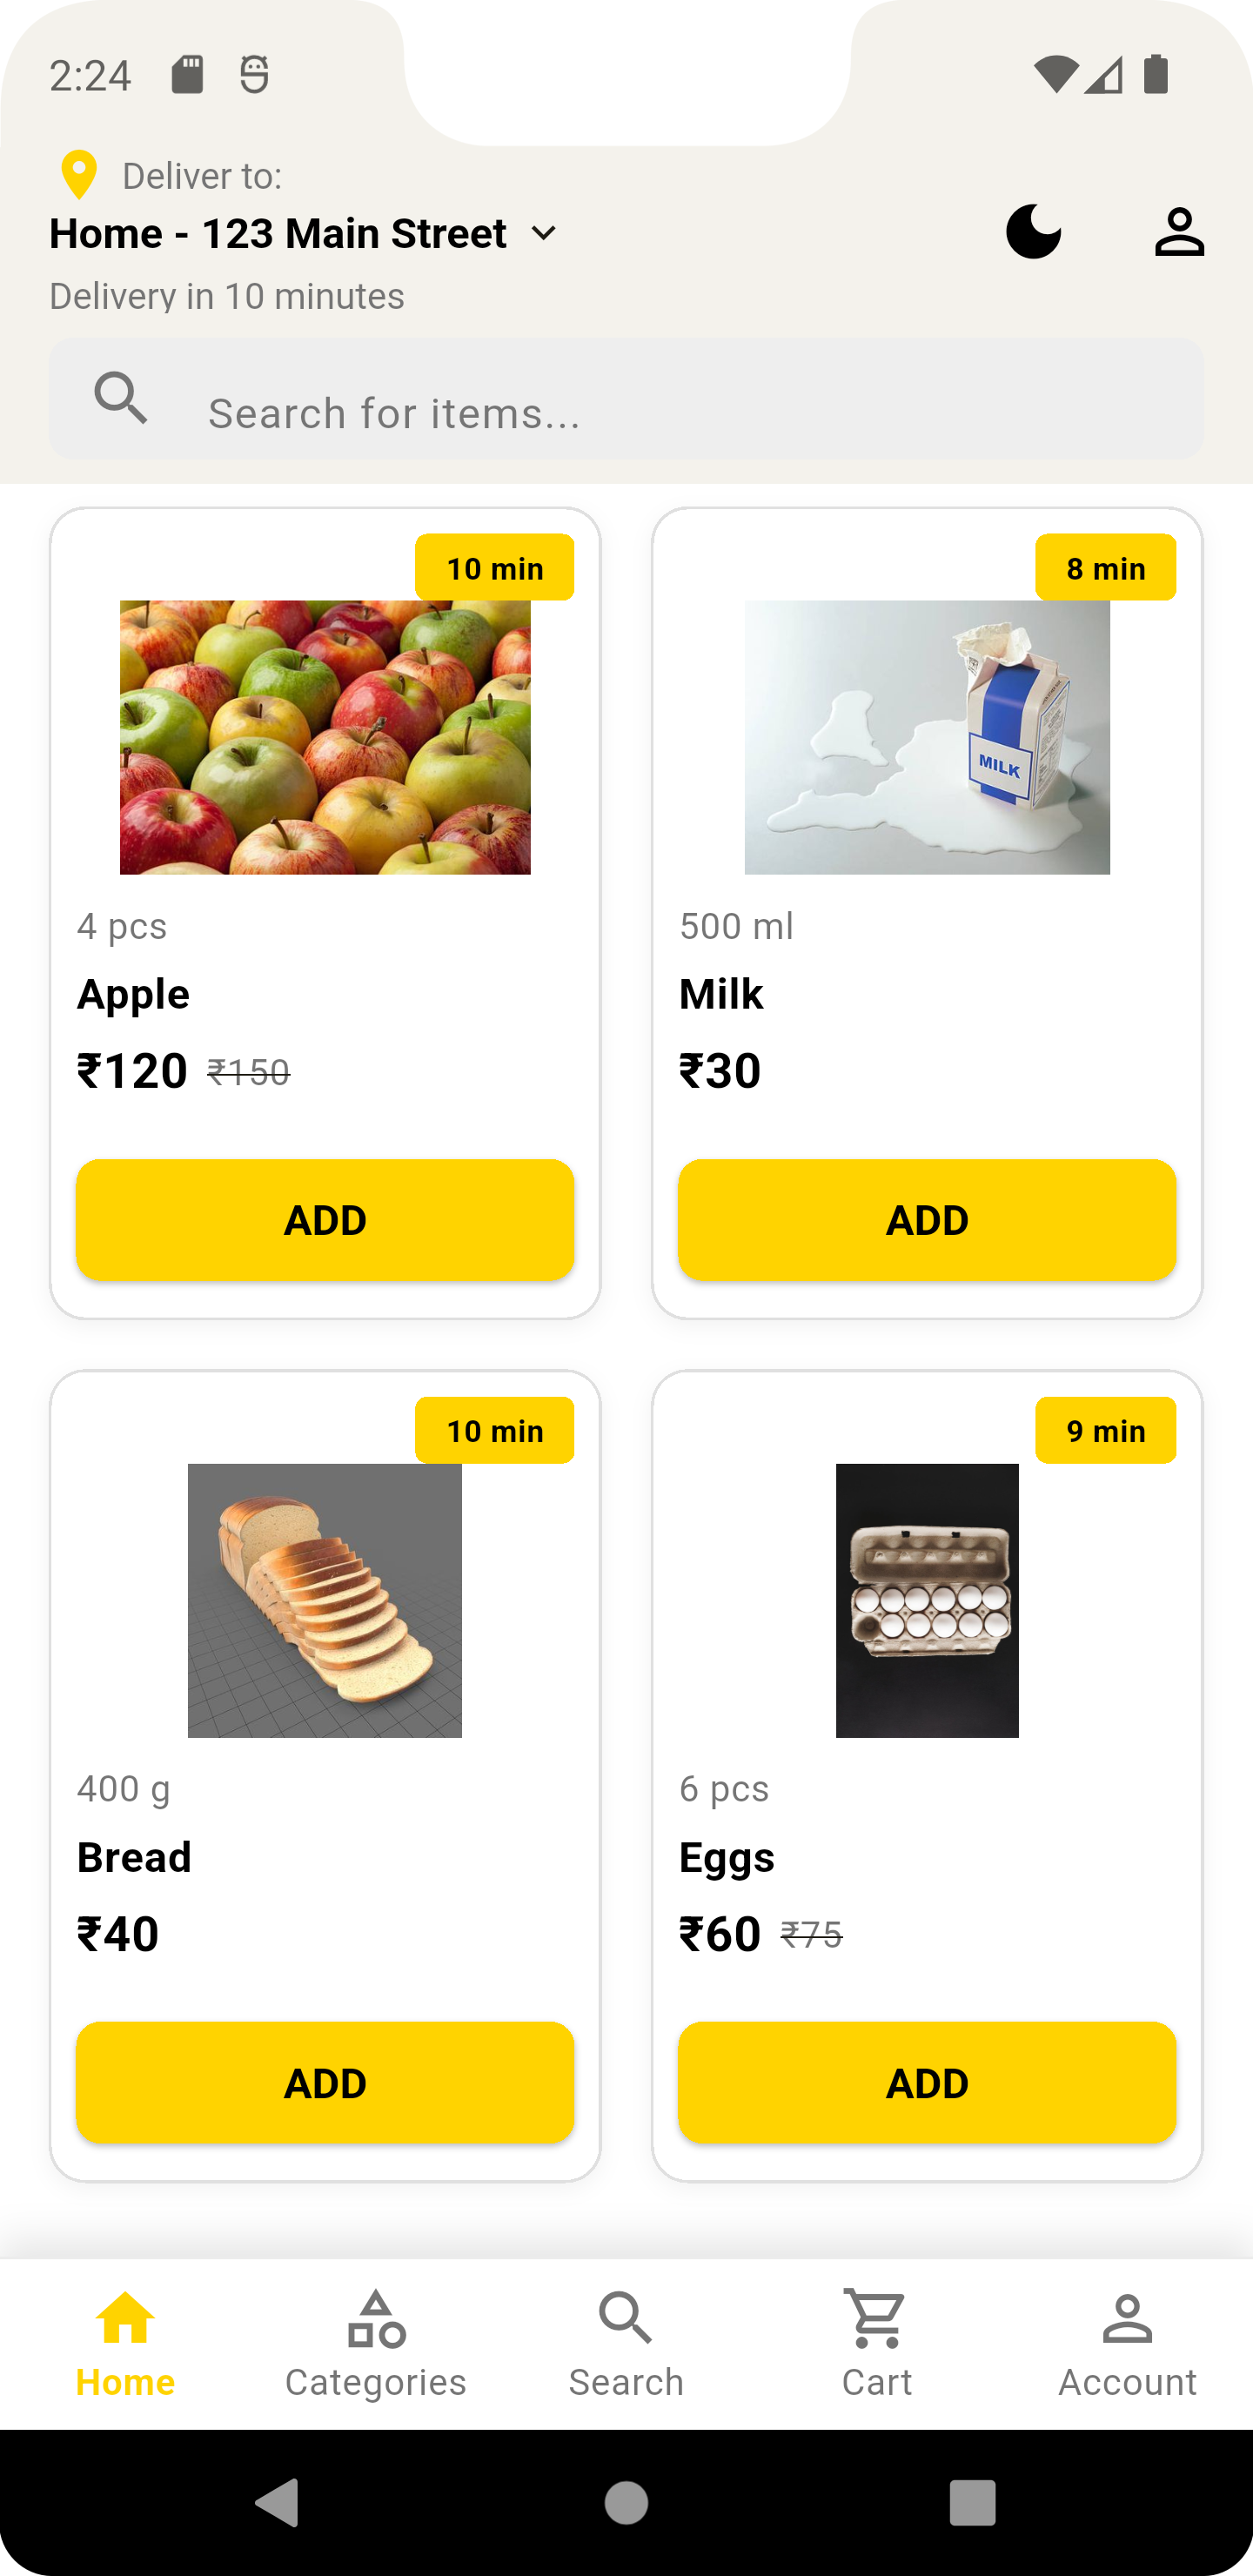 2:24
Deliver to:
Home - 123 Main Street
Delivery in 10 minutes
Search for items...
10 min
4 pcs
Apple
₹120 ₹150
ADD
8 min
MILK
500 ml
Milk
₹30
ADD
10 min
400 g
Bread
₹40
ADD
9 min
6 pcs
Eggs
₹60 ₹75
ADD
Home
Categories
Search
Cart
Account